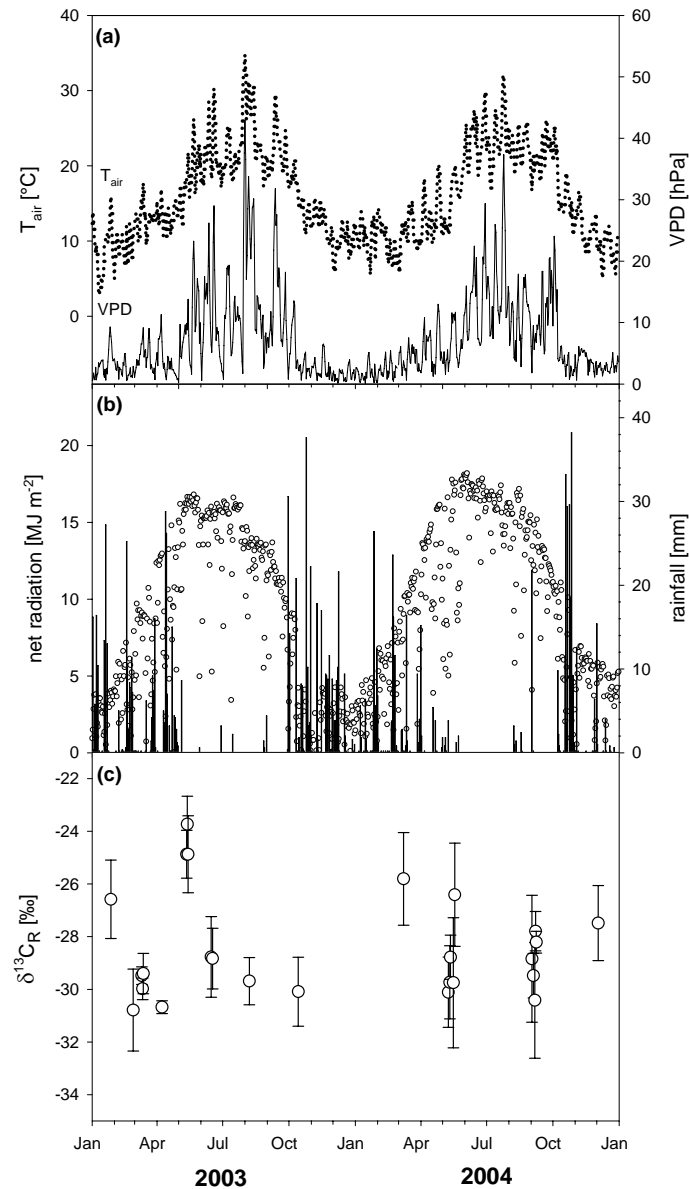 (a)
40
30
20
10
0
T_air [°C]
60
50
40
30
20
10
0
VPD [hPa]
T_air
VPD
(b)
20
15
10
5
0
net radiation [MJ m⁻²]
40
30
20
10
0
rainfall [mm]
(c)
-22
-24
-26
-28
-30
-32
-34
δ¹³C_R [‰]
Jan Apr Jul Oct Jan Apr Jul Oct Jan
2003 2004